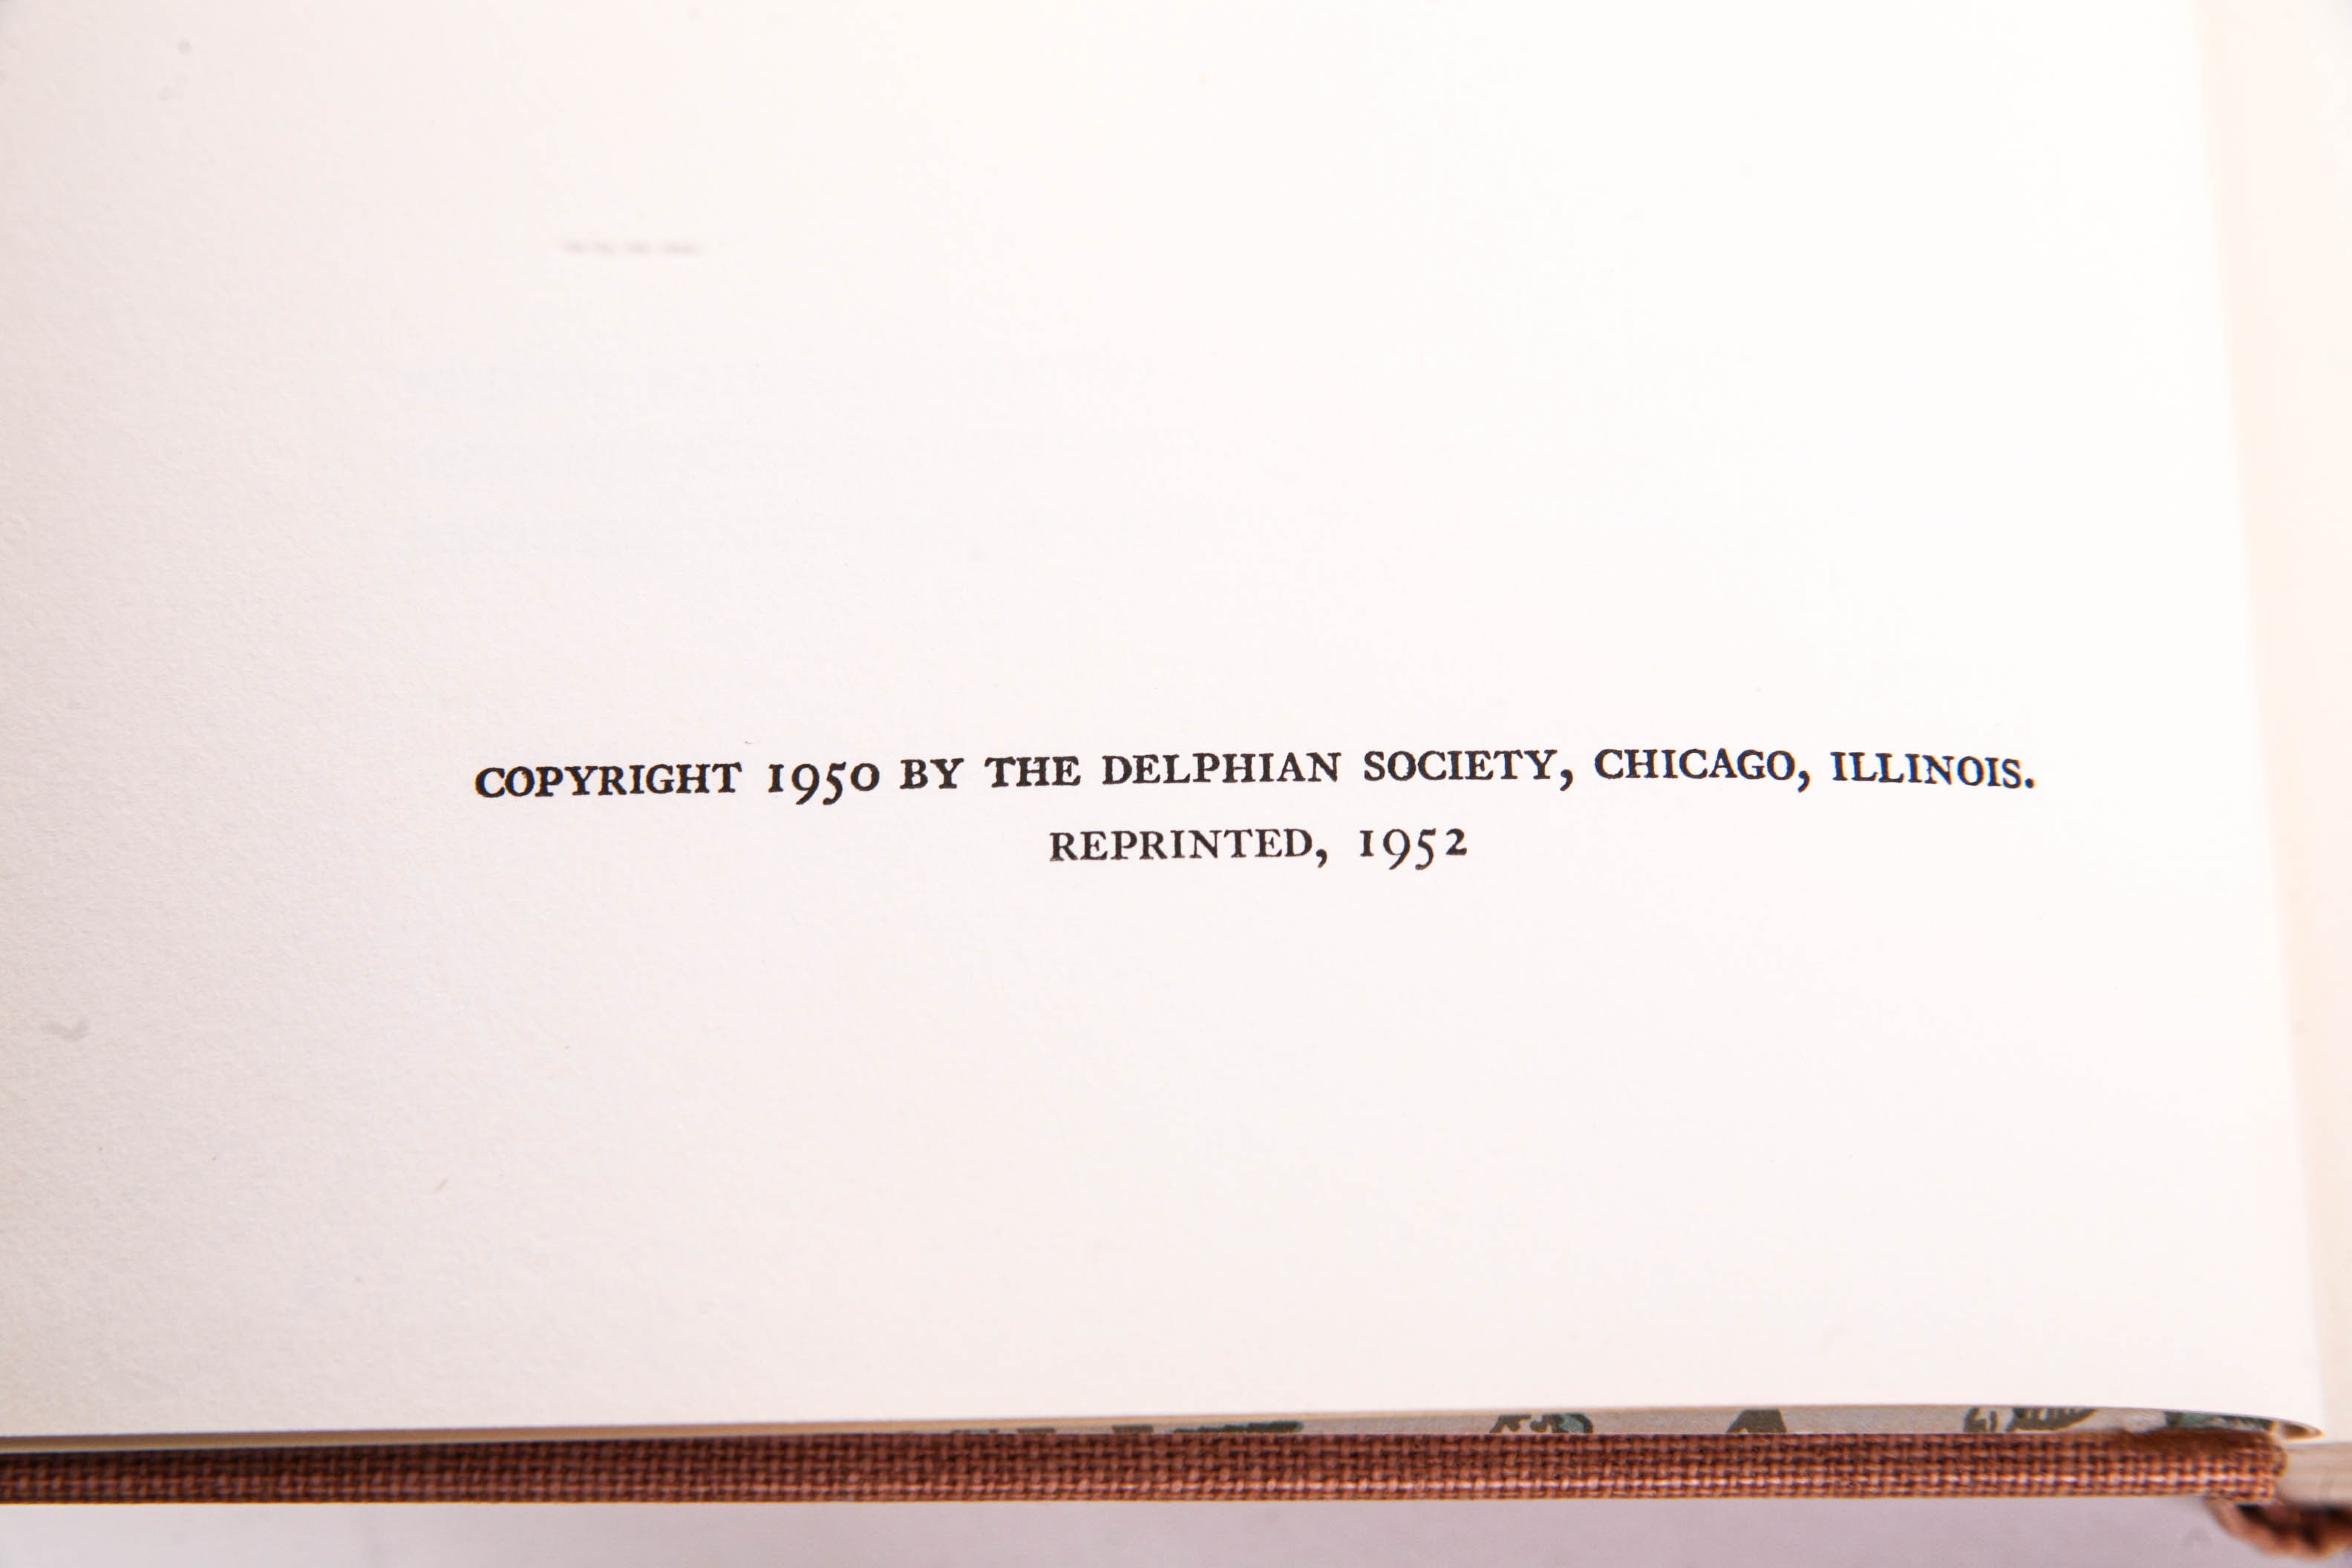 COPYRIGHT 1950 BY THE DELPHIAN SOCIETY, CHICAGO, ILLINOIS.
REPRINTED, 1952